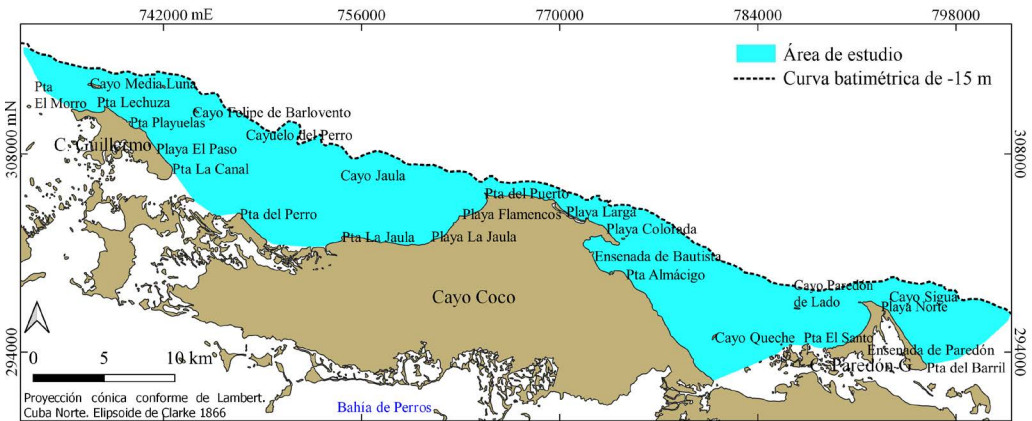 742000 mE
756000
770000
784000
798000
Área de estudio
Curva batimétrica de -15 m
Pta
El Morro
Cayo Media Luna
Pta Lechuza
Cayo Felipe de Barlovento
Pta Playuelas
Cayuelo del Perro
C. Guillermo
Playa El Paso
Pta La Canal
Cayo Jaula
308000 mN
308000
Pta del Puerto
Pta del Perro
Playa Flamencos
Playa Larga
Playa Colorada
Pta La Jaula
Playa La Jaula
Ensenada de Bautista
Pta Almácigo
Cayo Coco
Cayo Paredón
de Lado
Cayo Sigua
Playa Norte
Cayo Queche
Pta El Santo
Ensenada de Paredón
C. Paredón G
Pta del Barril
294000
294000
0 5 10 km
Proyección cónica conforme de Lambert.
Cuba Norte. Elipsoide de Clarke 1866
Bahía de Perros